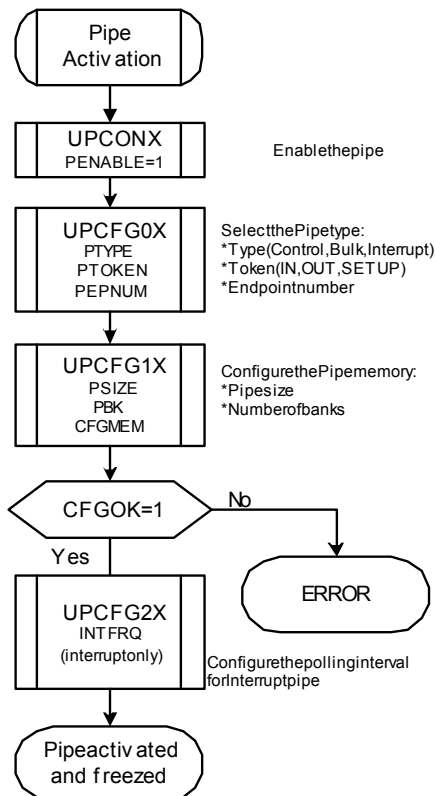 Pipe
Activation
UPCONX
PENABLE=1
Enablethepipe
UPCFG0X
PTYPE
PTOKEN
PEPNUM
SelectthePipetype:
*Type(Control,Bulk,Interrupt)
*Token(IN,OUT,SETUP)
*Endpointnumber
UPCFG1X
PSIZE
PBK
CFGMEM
ConfigurethePipememory:
*Pipesize
*Numberofbanks
CFGOK=1
No
Yes
ERROR
UPCFG2X
INTFRQ
(interruptonly)
Configurethepollinginterval
forInterruptpipe
Pipeactivated
and freezed